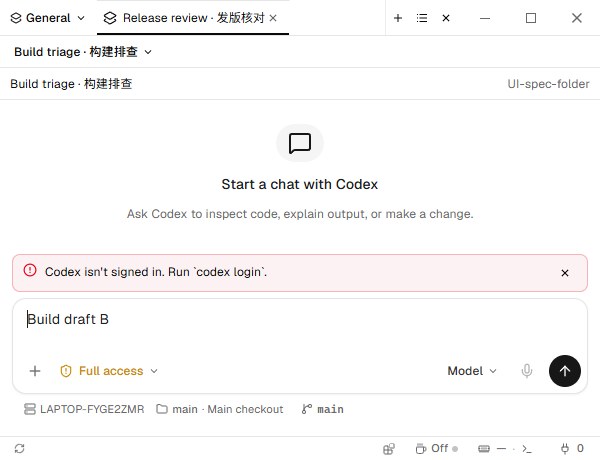 General
Release review · 发版核对
Build triage · 构建排查
Build triage · 构建排查 UI-spec-folder
Start a chat with Codex
Ask Codex to inspect code, explain output, or make a change.
Codex isn't signed in. Run `codex login`.
Build draft B
Full access Model
LAPTOP-FYGE2ZMR main · Main checkout main
Off — · 0